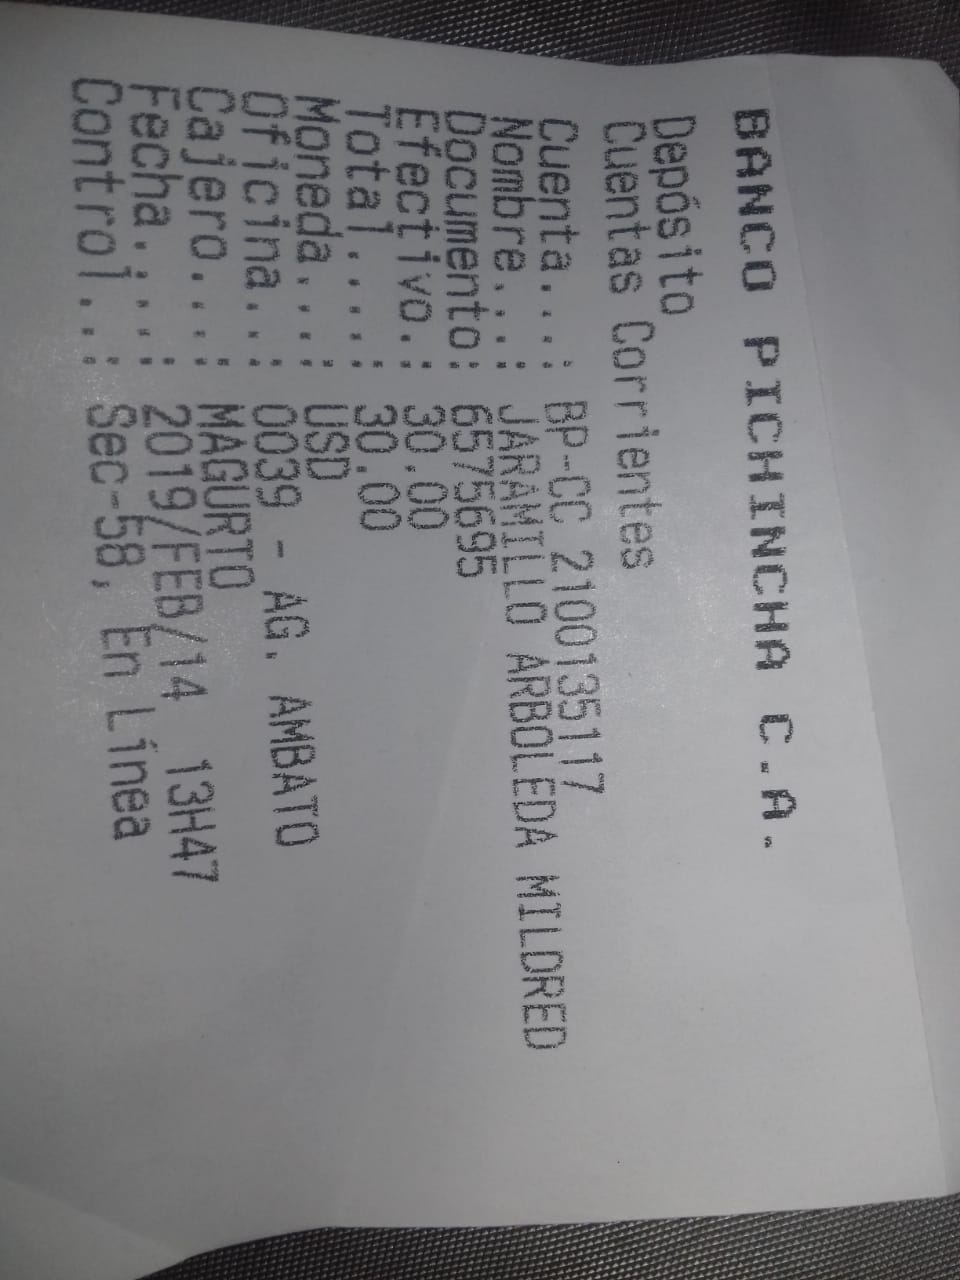 BANCO PICHINCHA C.A.
Depósito
Cuentas Corrientes
Cuenta...: BP-CC 2100135117
Nombre...: JARAMILLO ARBOLEDA MILDRED
Documento: 6575695
Efectivo.: 30.00
Total....: 30.00
Moneda...: USD
Oficina..: 0039 - AG. AMBATO
Cajero...: MAGURTO
Fecha....: 2019/FEB/14 13H47
Control..: Sec-58, En Línea